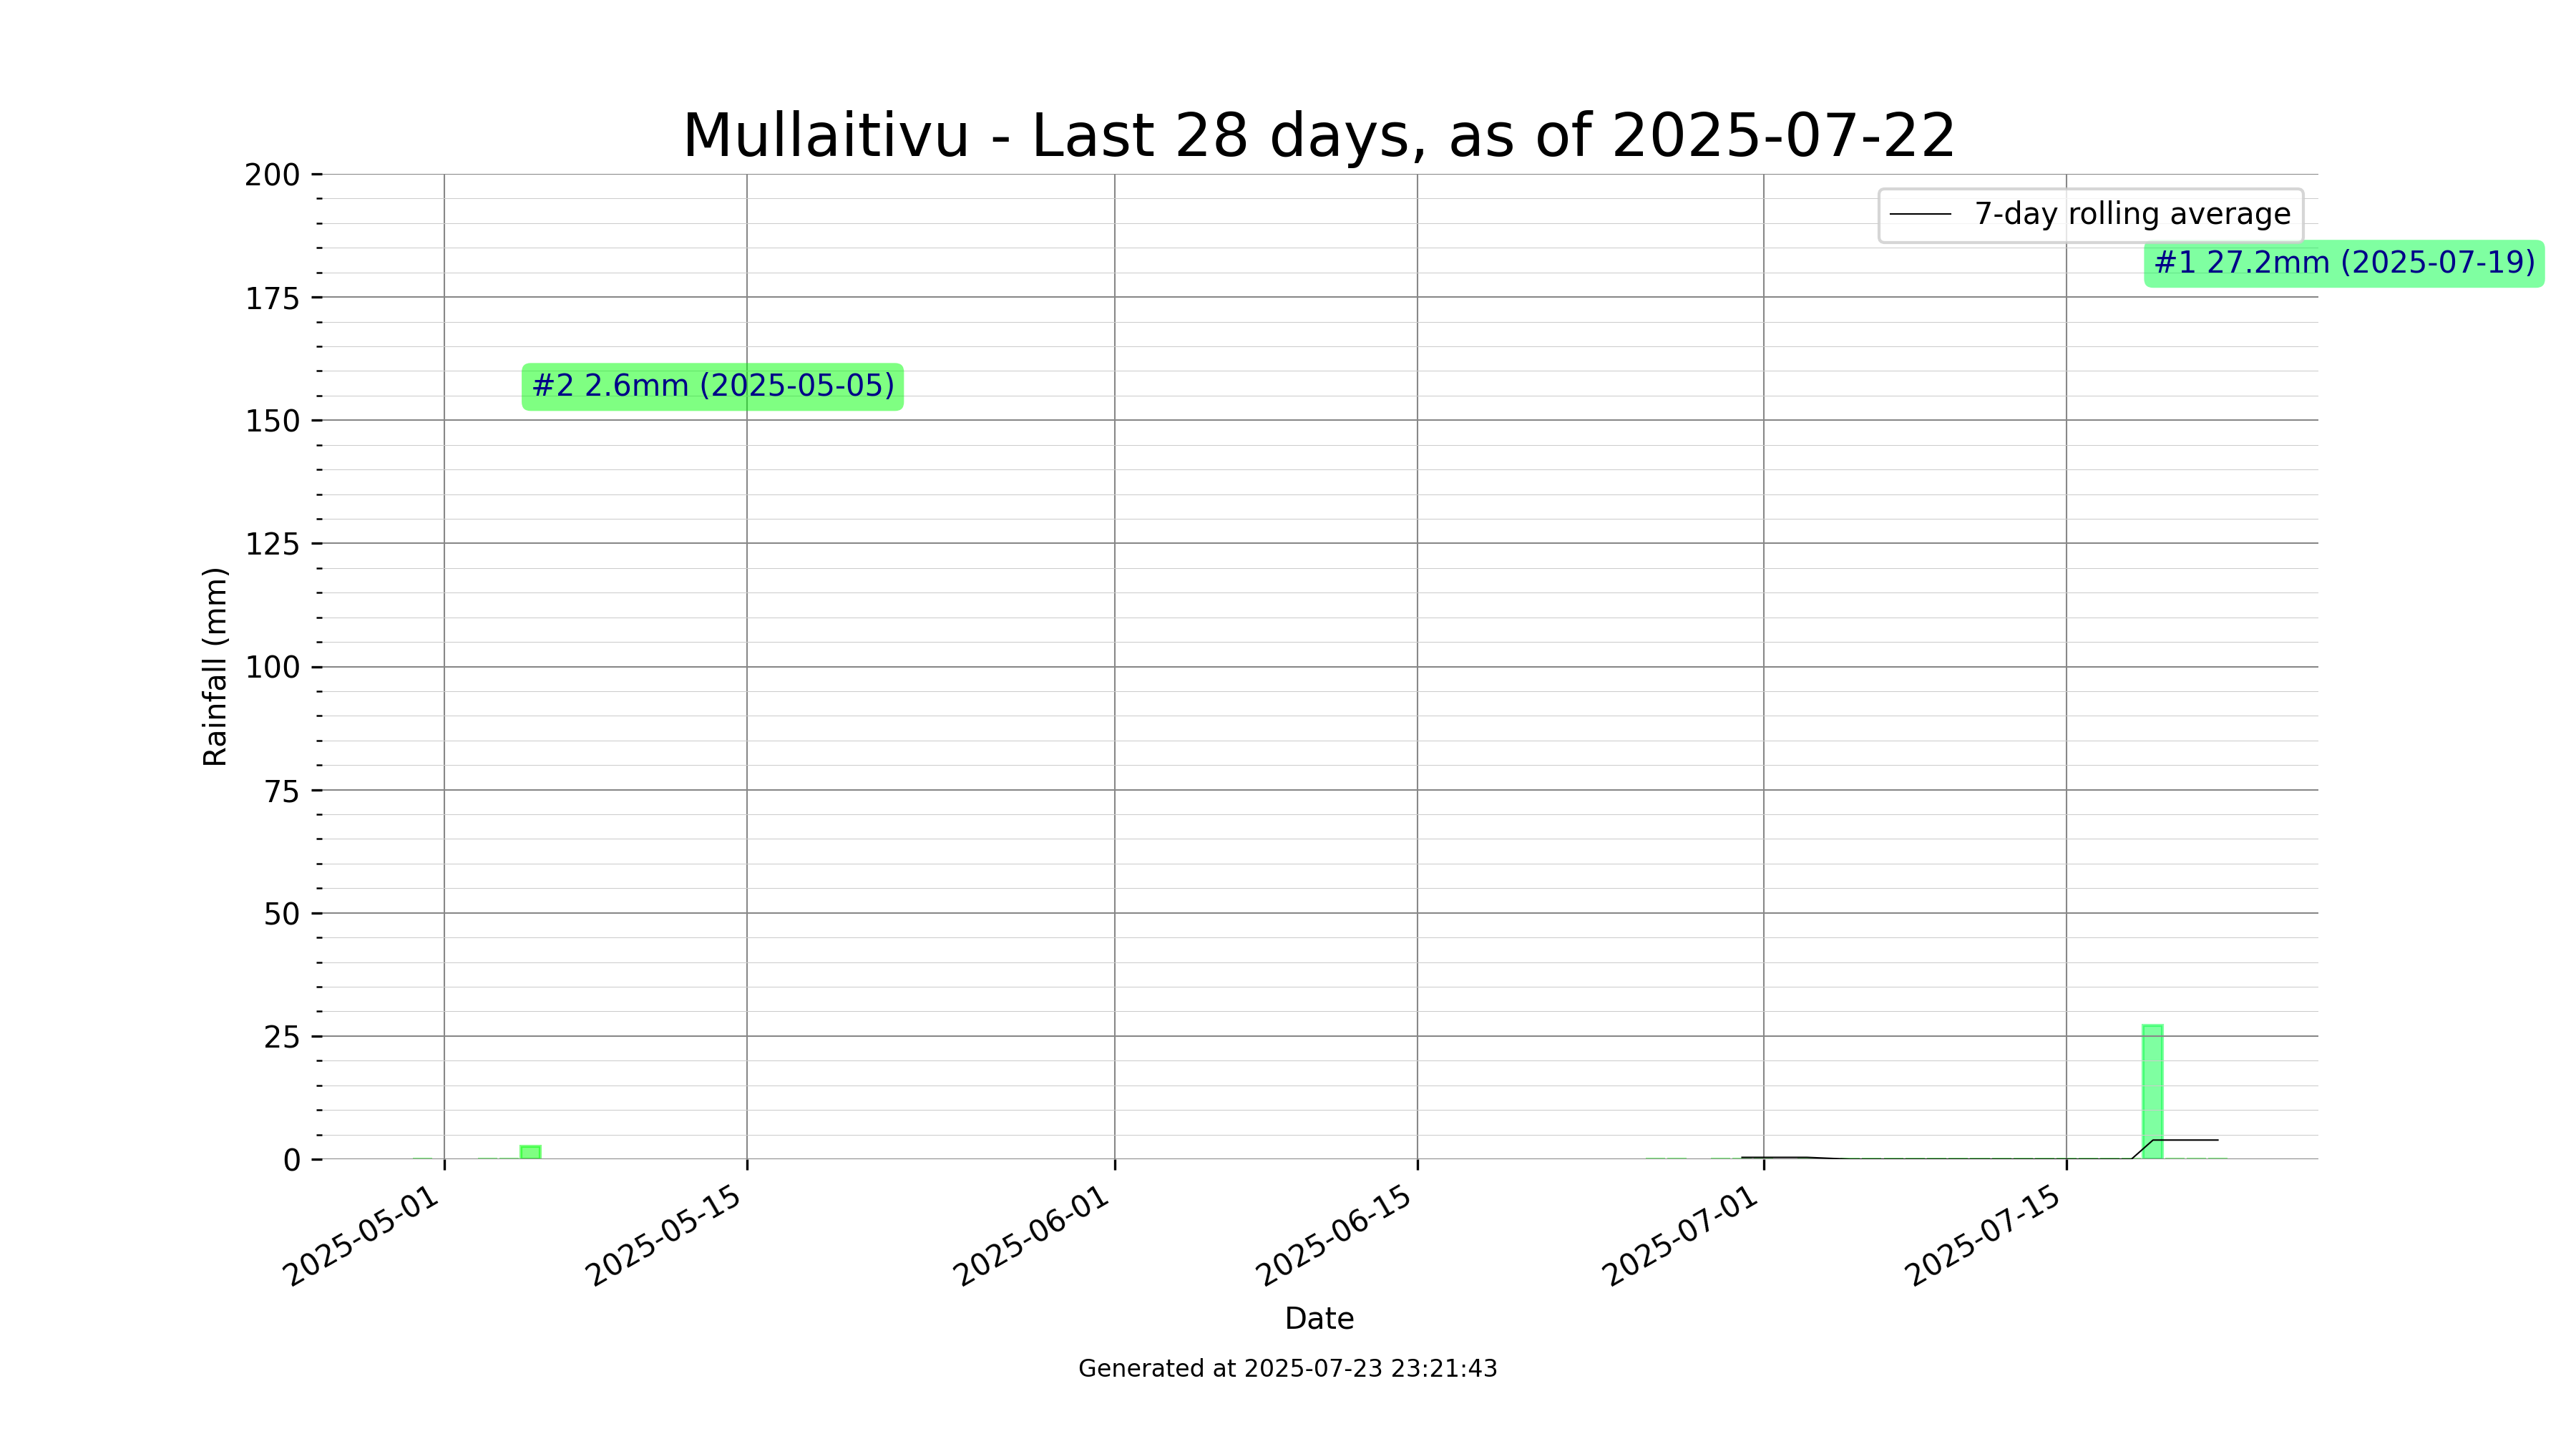 Mullaitivu - Last 28 days, as of 2025-07-22
200
175
150
125
100
75
50
25
0
Rainfall (mm)
7-day rolling average
#1 27.2mm (2025-07-19)
#2 2.6mm (2025-05-05)
2025-05-01
2025-05-15
2025-06-01
2025-06-15
2025-07-01
2025-07-15
Date
Generated at 2025-07-23 23:21:43